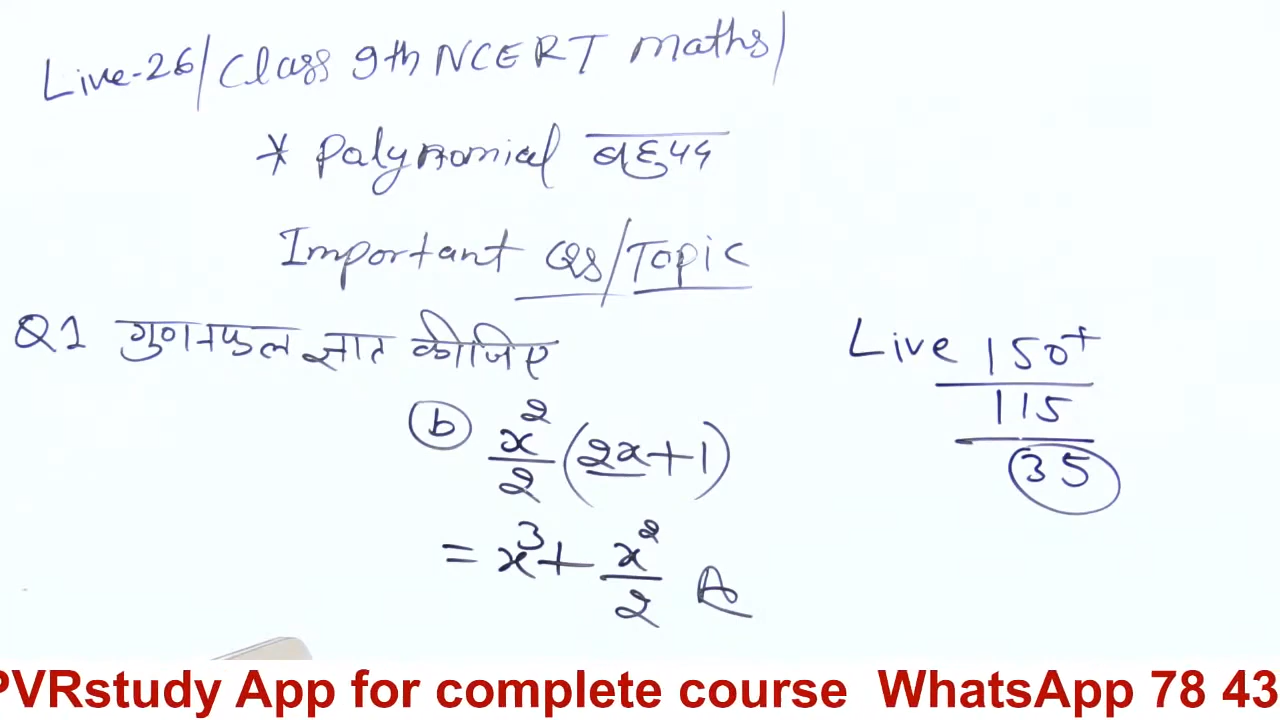 Live-26/Class 9th NCERT maths/
* Palynomial बहुपद
Important QS/Topic
Q1 गुणनफल ज्ञात कीजिए
ⓑ x²/2 (2x+1)
= x³ + x²/2 A
Live 150+
115
35
PVRstudy App for complete course WhatsApp 78 43